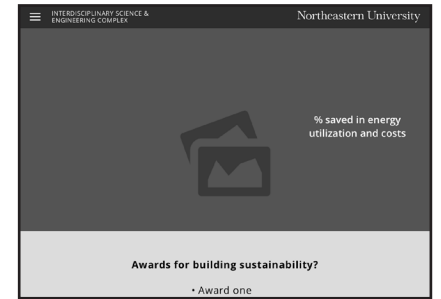 INTERDISCIPLINARY SCIENCE &
ENGINEERING COMPLEX
Northeastern University
% saved in energy
utilization and costs
Awards for building sustainability?
• Award one